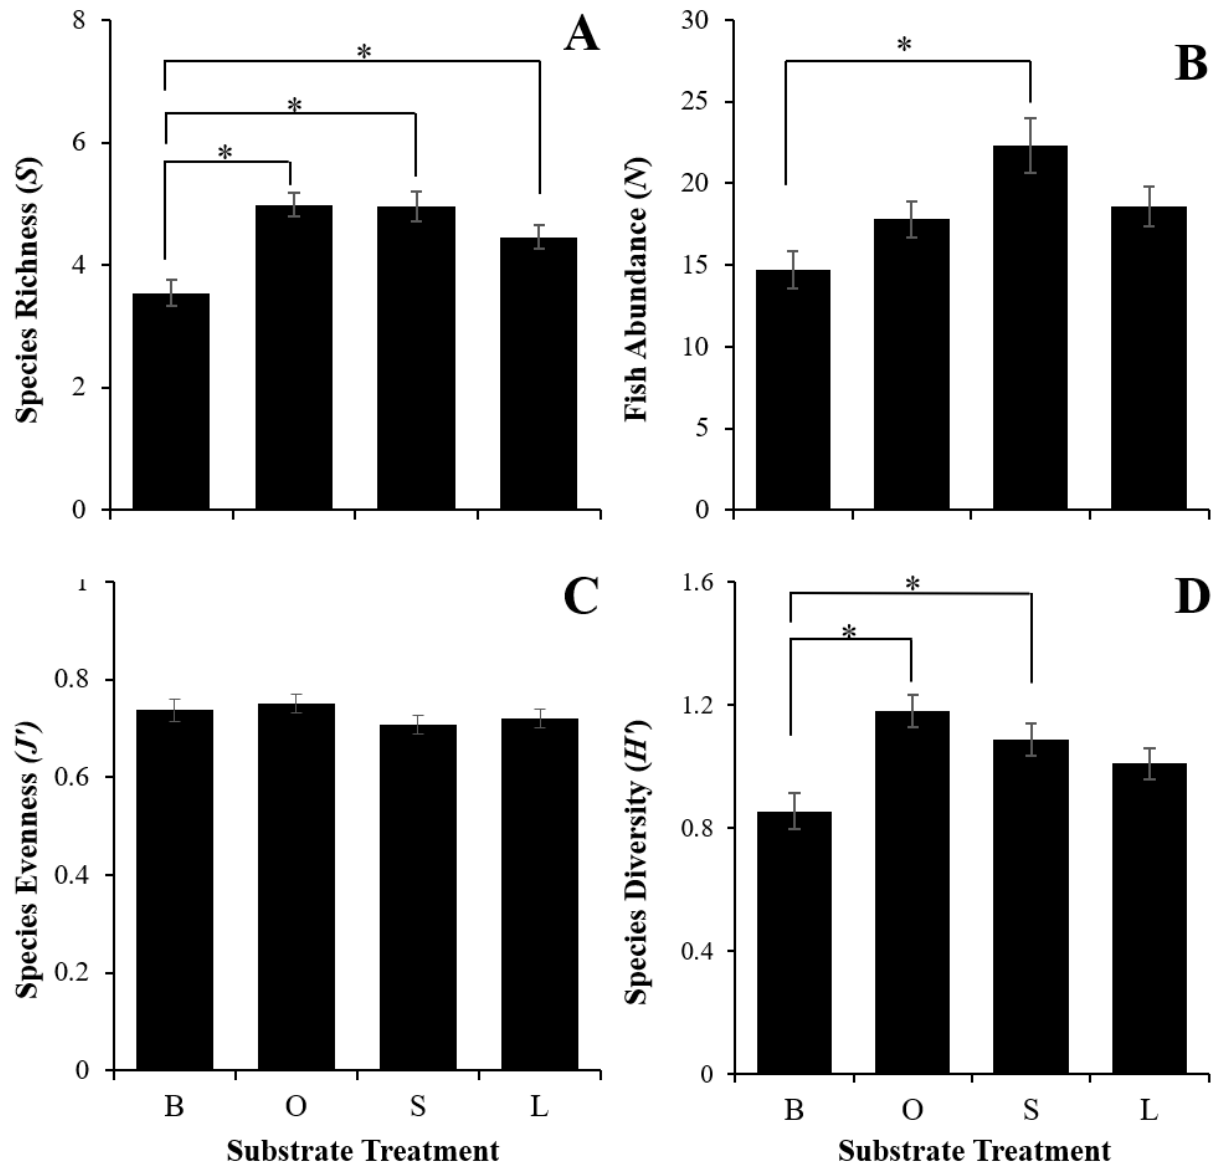 A
8
6
4
2
0
Species Richness (S)
*
*
*
B
30
25
20
15
10
5
0
Fish Abundance (N)
*
C
1
0.8
0.6
0.4
0.2
0
Species Evenness (J')
B O S L
Substrate Treatment
D
1.6
1.2
0.8
0.4
0
Species Diversity (H')
*
*
B O S L
Substrate Treatment